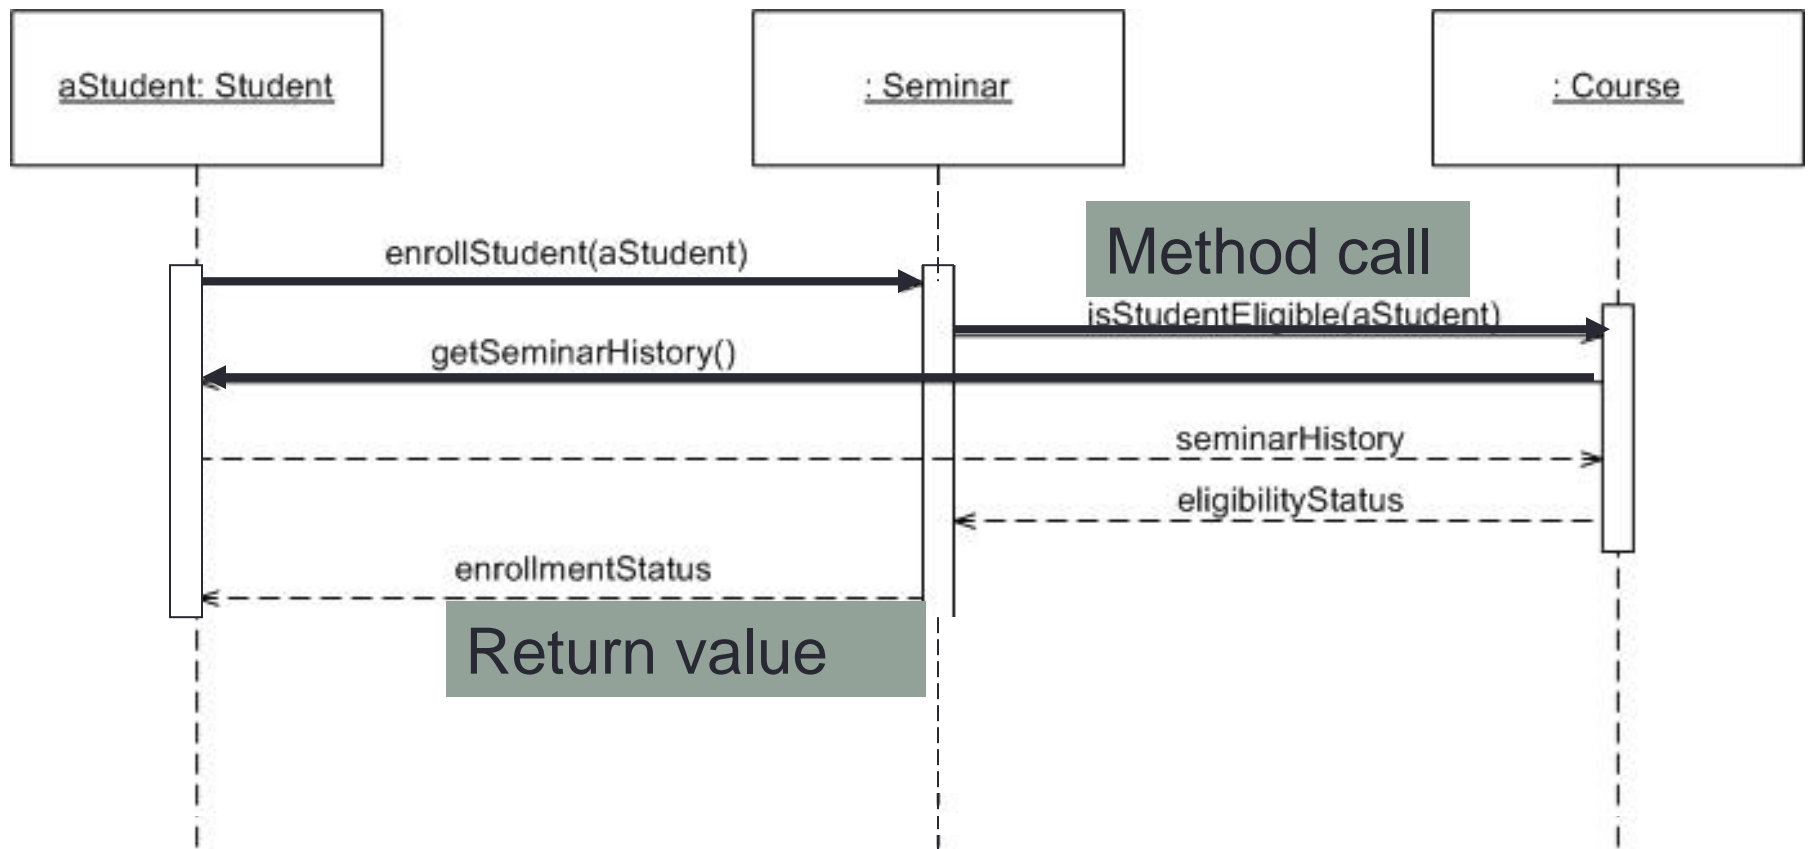 aStudent: Student
: Seminar
: Course
enrollStudent(aStudent)
Method call
isStudentEligible(aStudent)
getSeminarHistory()
seminarHistory
eligibilityStatus
enrollmentStatus
Return value